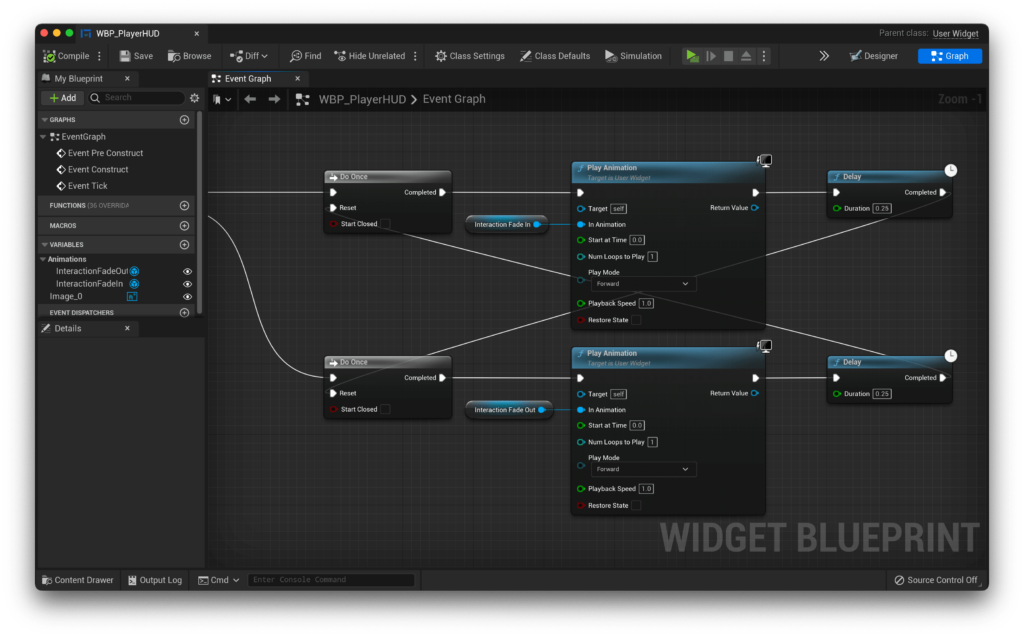 WBP_PlayerHUD
Parent class: User Widget
Compile Save Browse Diff Find Hide Unrelated Class Settings Class Defaults Simulation Designer Graph
My Blueprint
Event Graph
Add Search
WBP_PlayerHUD Event Graph
Zoom -1
GRAPHS
EventGraph
Event Pre Construct
Event Construct
Event Tick
FUNCTIONS (36 OVERRIDA
MACROS
VARIABLES
Animations
InteractionFadeOut
InteractionFadeIn
Image_0
EVENT DISPATCHERS
Details
Do Once
Completed
Reset
Start Closed
Interaction Fade In
Play Animation
Target is User Widget
Target self
Return Value
In Animation
Start at Time 0.0
Num Loops to Play 1
Play Mode
Forward
Playback Speed 1.0
Restore State
Delay
Completed
Duration 0.25
Do Once
Completed
Reset
Start Closed
Interaction Fade Out
Play Animation
Target is User Widget
Target self
Return Value
In Animation
Start at Time 0.0
Num Loops to Play 1
Play Mode
Forward
Playback Speed 1.0
Restore State
Delay
Completed
Duration 0.25
WIDGET BLUEPRINT
Content Drawer Output Log Cmd Enter Console Command Source Control Off